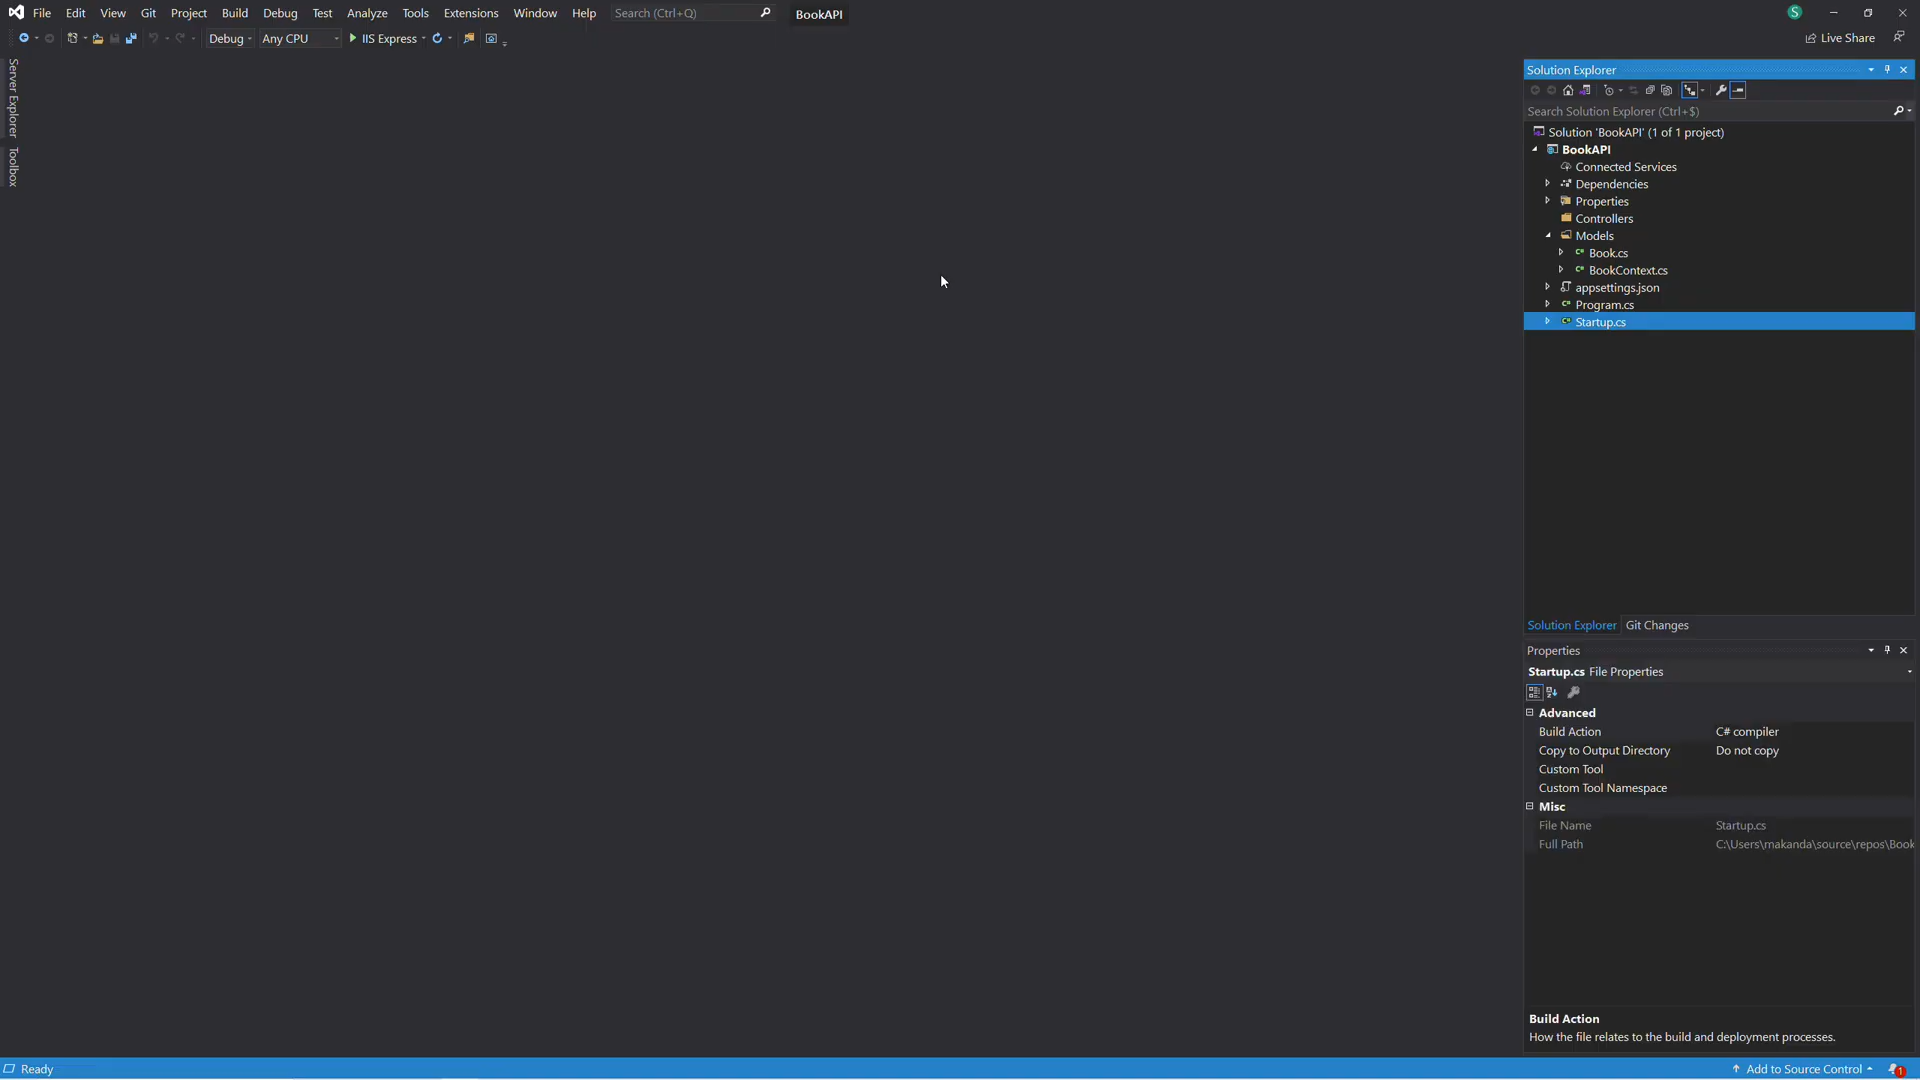 File Edit View Git Project Build Debug Test Analyze Tools Extensions Window Help Search (Ctrl+Q) BookAPI S
Debug Any CPU IIS Express Live Share
Server Explorer
Toolbox
Solution Explorer
Search Solution Explorer (Ctrl+$)
Solution 'BookAPI' (1 of 1 project)
BookAPI
Connected Services
Dependencies
Properties
Controllers
Models
C# Book.cs
C# BookContext.cs
appsettings.json
C# Program.cs
C# Startup.cs
Solution Explorer Git Changes
Properties
Startup.cs File Properties
Advanced
Build Action C# compiler
Copy to Output Directory Do not copy
Custom Tool
Custom Tool Namespace
Misc
File Name Startup.cs
Full Path C:\Users\makanda\source\repos\Book
Build Action
How the file relates to the build and deployment processes.
Ready Add to Source Control 1